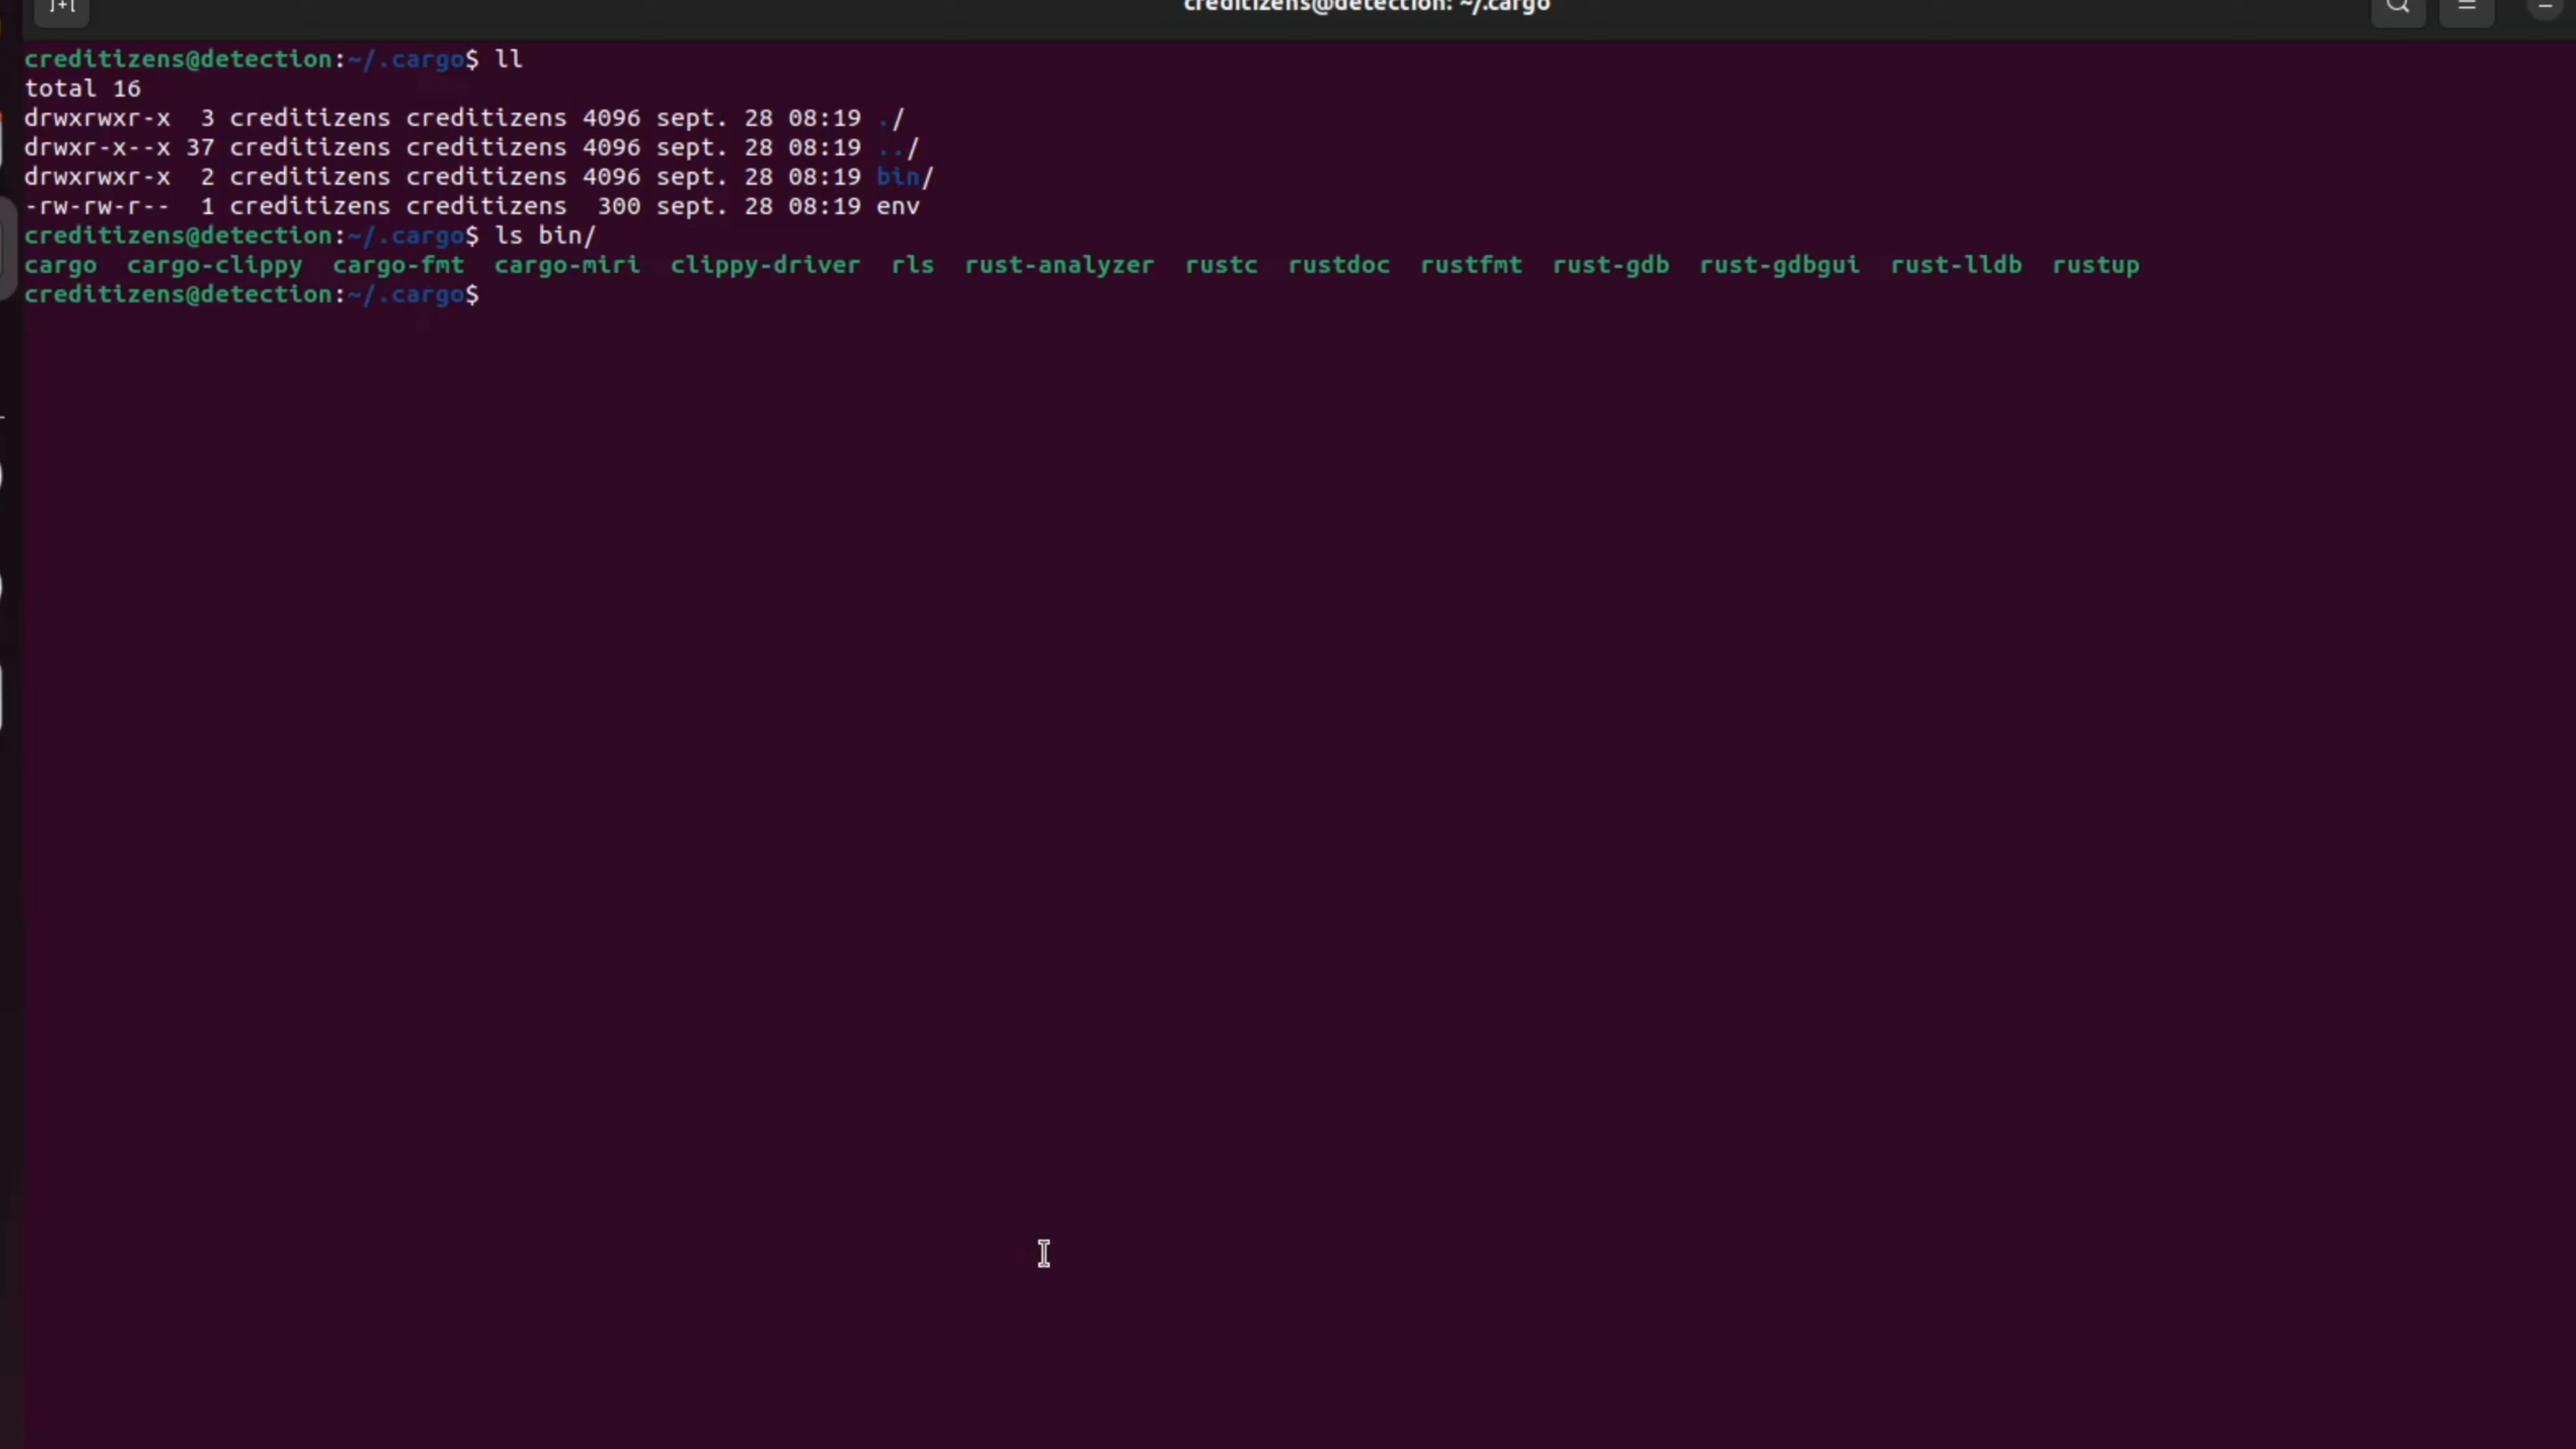 creditizens@detection: ~/.cargo
creditizens@detection:~/.cargo$ ll
total 16
drwxrwxr-x  3 creditizens creditizens 4096 sept. 28 08:19 ./
drwxr-x--x 37 creditizens creditizens 4096 sept. 28 08:19 ../
drwxrwxr-x  2 creditizens creditizens 4096 sept. 28 08:19 bin/
-rw-rw-r--  1 creditizens creditizens  300 sept. 28 08:19 env
creditizens@detection:~/.cargo$ ls bin/
cargo  cargo-clippy  cargo-fmt  cargo-miri  clippy-driver  rls  rust-analyzer  rustc  rustdoc  rustfmt  rust-gdb  rust-gdbgui  rust-lldb  rustup
creditizens@detection:~/.cargo$